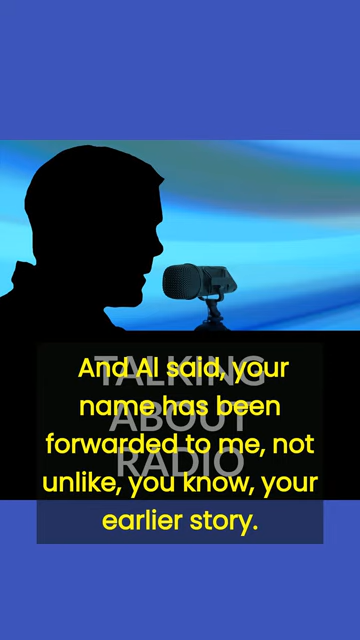 And Al said, your
name has been
forwarded to me, not
unlike, you know, your
earlier story.
TALKING
ABOUT
RADIO